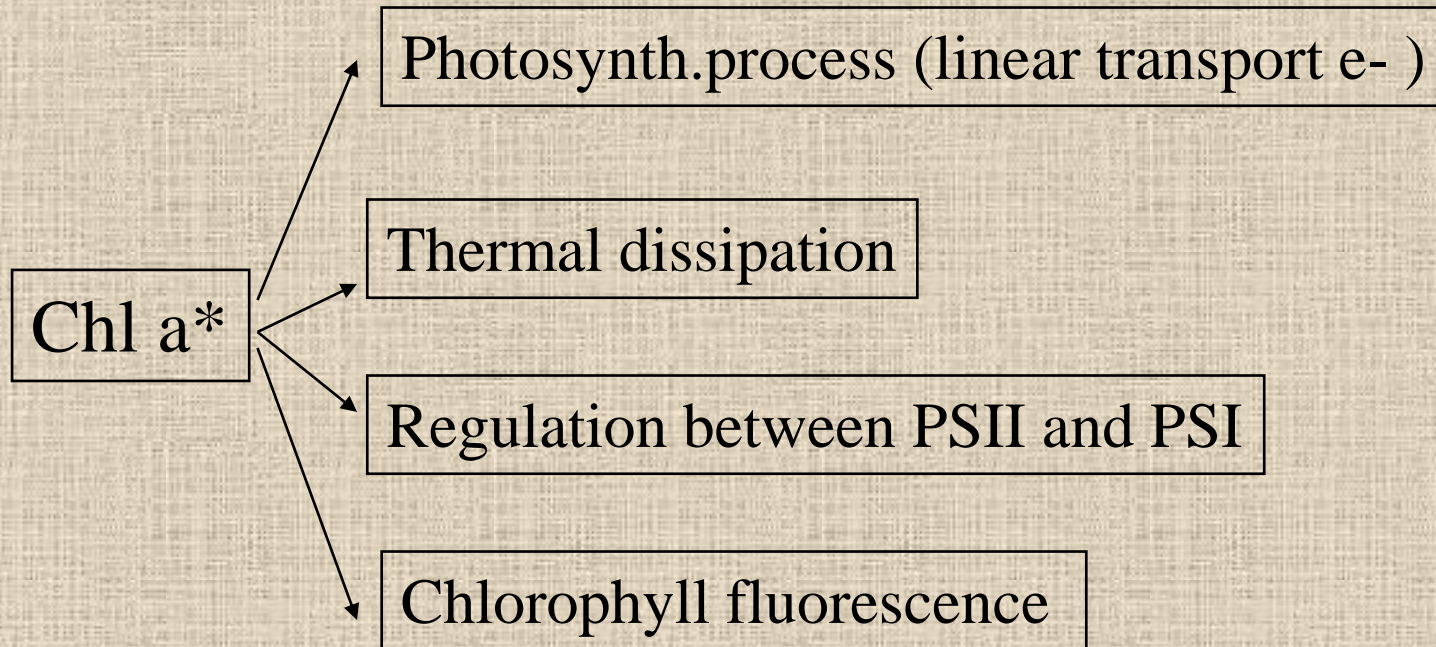 Photosynth.process (linear transport e- )
Thermal dissipation
Chl a*
Regulation between PSII and PSI
Chlorophyll fluorescence